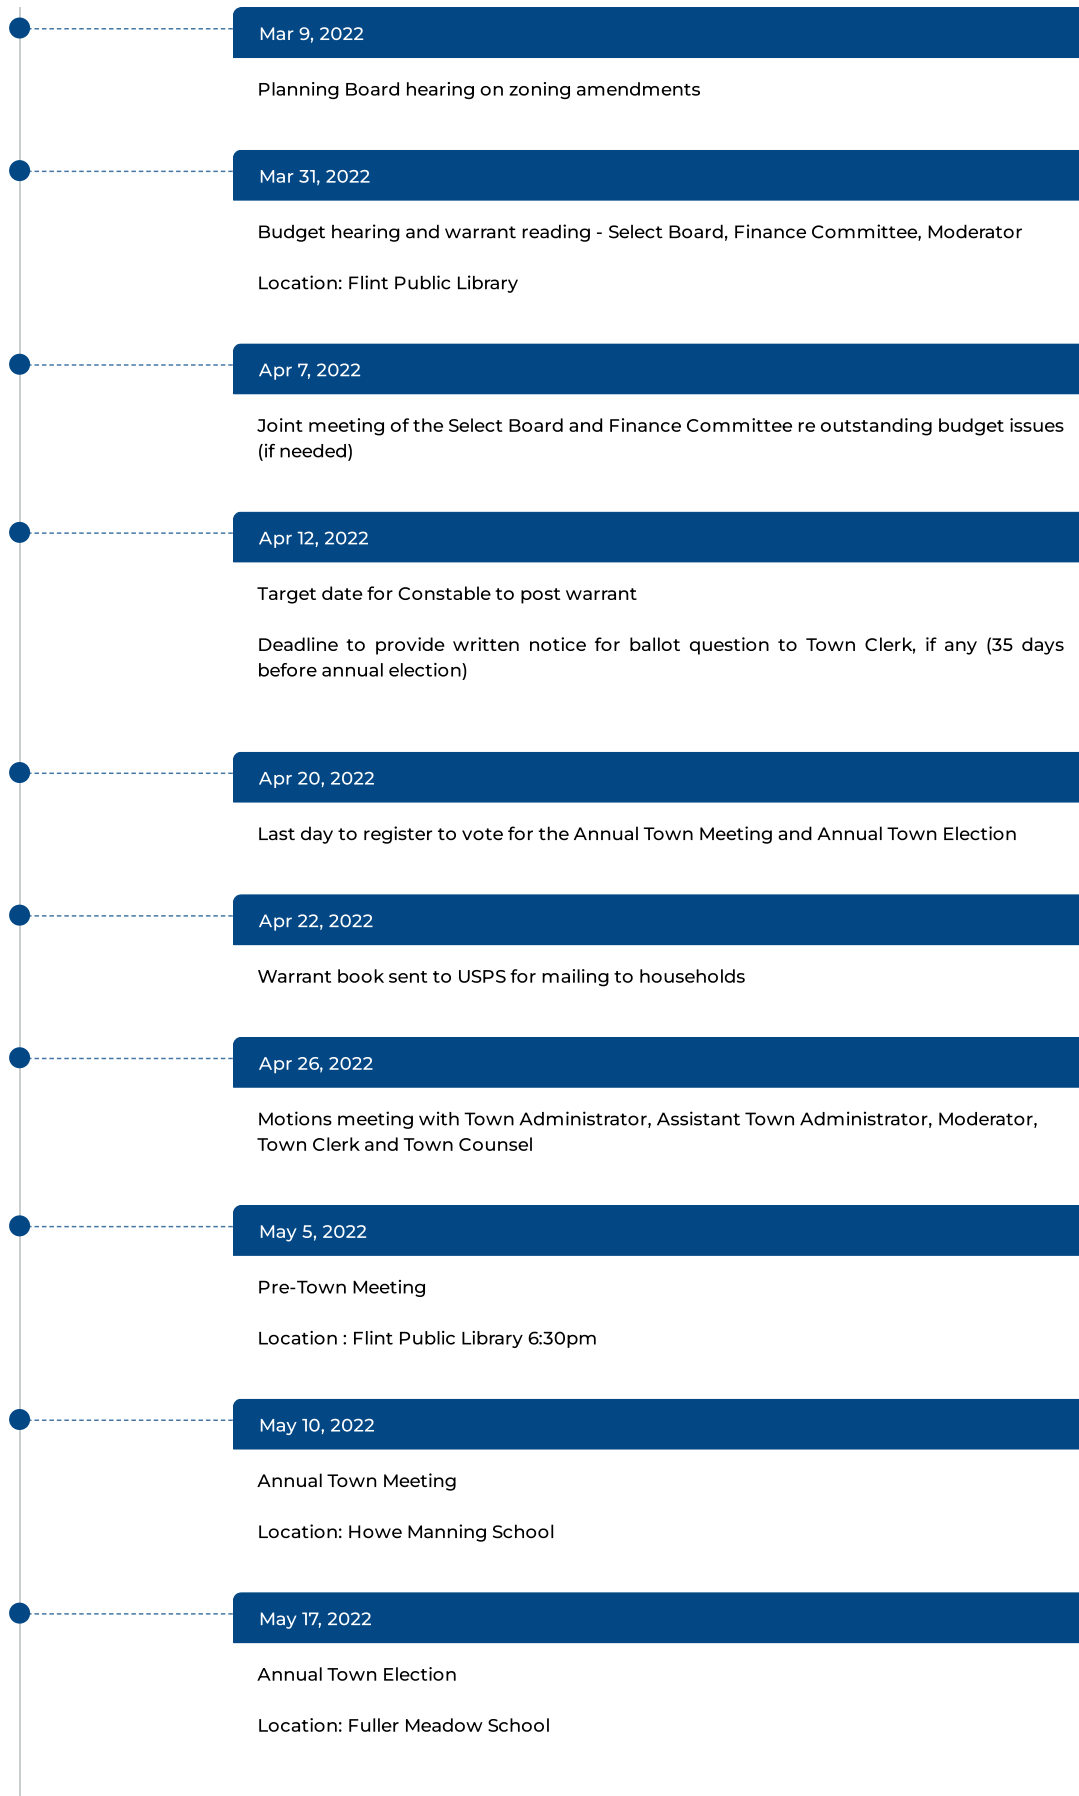 Mar 9, 2022
Planning Board hearing on zoning amendments
Mar 31, 2022
Budget hearing and warrant reading - Select Board, Finance Committee, Moderator
Location: Flint Public Library
Apr 7, 2022
Joint meeting of the Select Board and Finance Committee re outstanding budget issues
(if needed)
Apr 12, 2022
Target date for Constable to post warrant
Deadline to provide written notice for ballot question to Town Clerk, if any (35 days
before annual election)
Apr 20, 2022
Last day to register to vote for the Annual Town Meeting and Annual Town Election
Apr 22, 2022
Warrant book sent to USPS for mailing to households
Apr 26, 2022
Motions meeting with Town Administrator, Assistant Town Administrator, Moderator,
Town Clerk and Town Counsel
May 5, 2022
Pre-Town Meeting
Location : Flint Public Library 6:30pm
May 10, 2022
Annual Town Meeting
Location: Howe Manning School
May 17, 2022
Annual Town Election
Location: Fuller Meadow School